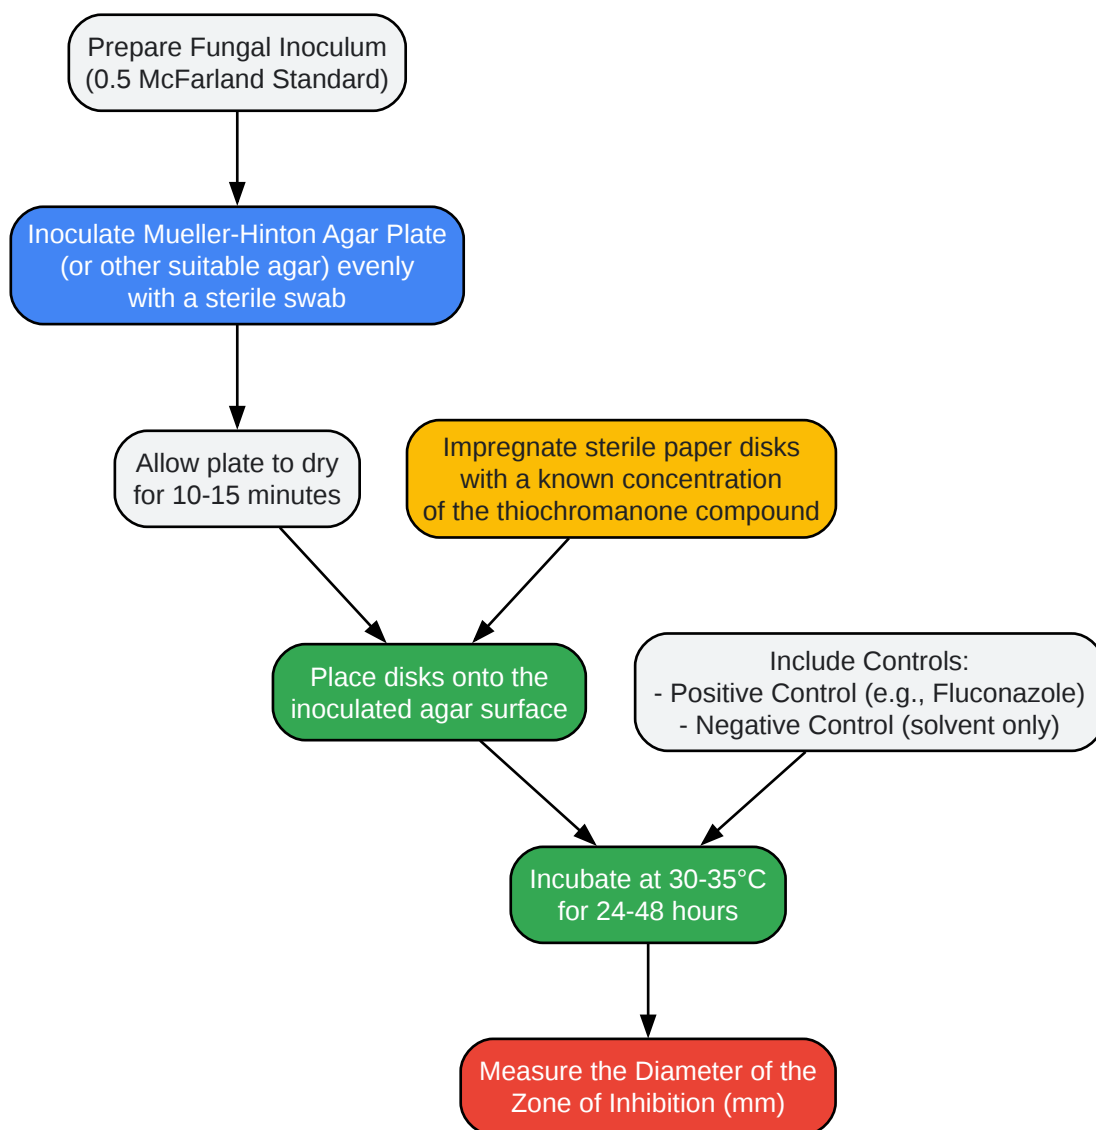 Prepare Fungal Inoculum
(0.5 McFarland Standard)
Inoculate Mueller-Hinton Agar Plate
(or other suitable agar) evenly
with a sterile swab
Allow plate to dry
for 10-15 minutes
Impregnate sterile paper disks
with a known concentration
of the thiochromanone compound
Place disks onto the
inoculated agar surface
Include Controls:
- Positive Control (e.g., Fluconazole)
- Negative Control (solvent only)
Incubate at 30-35°C
for 24-48 hours
Measure the Diameter of the
Zone of Inhibition (mm)